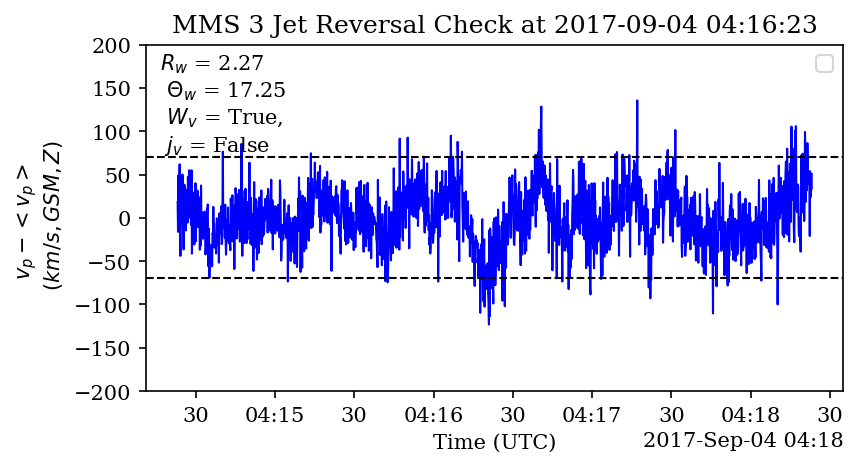 MMS 3 Jet Reversal Check at 2017-09-04 04:16:23
R_w = 2.27
Θ_w = 17.25
W_v = True,
j_v = False
v_p − < v_p >
(km/s, GSM, Z)
200
150
100
50
0
−50
−100
−150
−200
30 04:15 30 04:16 30 04:17 30 04:18 30
Time (UTC)
2017-Sep-04 04:18